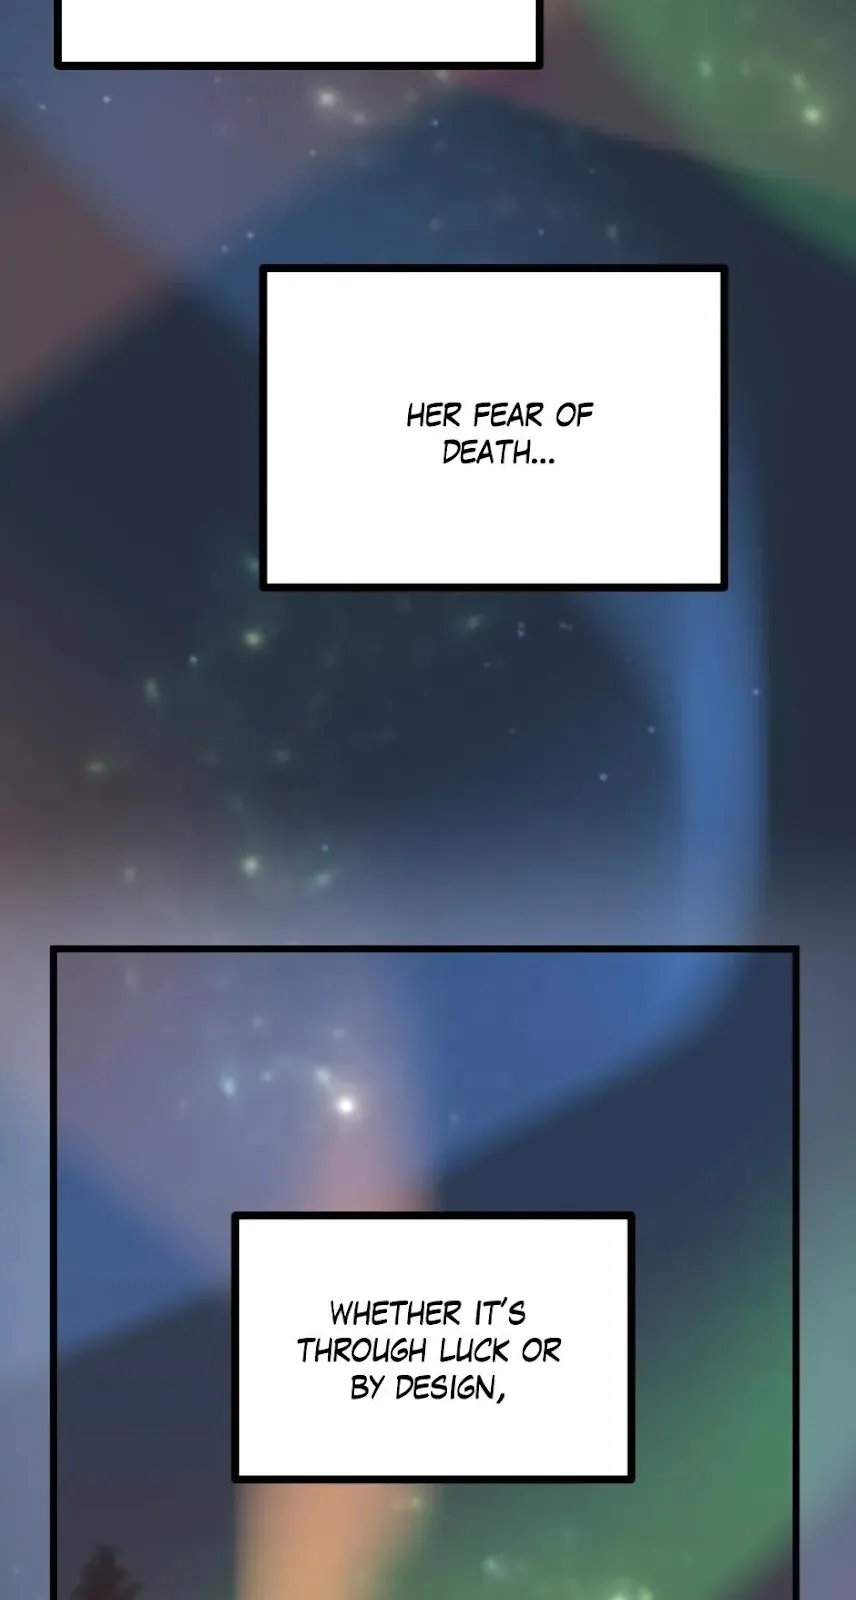 HER FEAR OF
DEATH...
WHETHER IT'S
THROUGH LUCK OR
BY DESIGN,